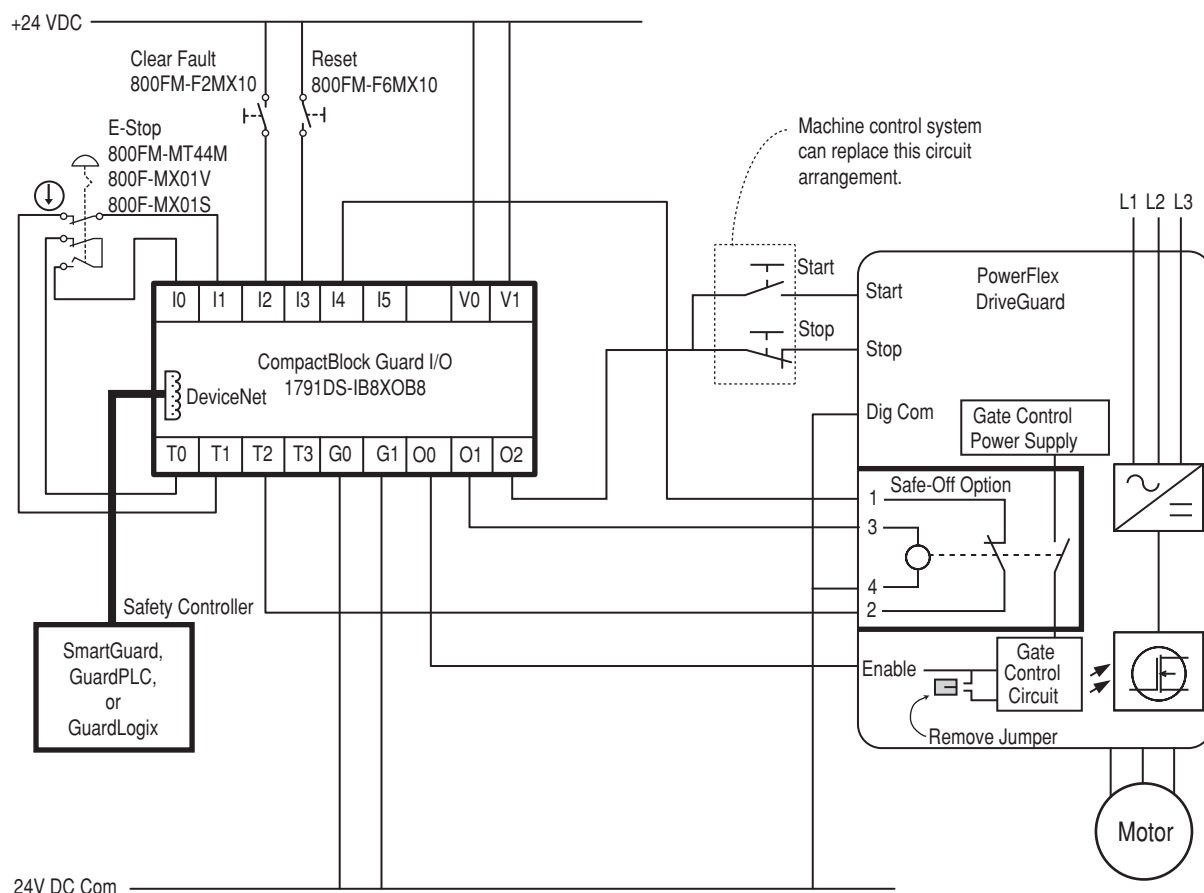 +24 VDC
Clear Fault
800FM-F2MX10
Reset
800FM-F6MX10
E-Stop
800FM-MT44M
800F-MX01V
800F-MX01S
Machine control system
can replace this circuit
arrangement.
L1 L2 L3
I0 I1 I2 I3 I4 I5 V0 V1
CompactBlock Guard I/O
1791DS-IB8XOB8
DeviceNet
T0 T1 T2 T3 G0 G1 O0 O1 O2
Start
Stop
PowerFlex
DriveGuard
Start
Stop
Dig Com
Gate Control
Power Supply
Safe-Off Option
1
3
4
2
Safety Controller
SmartGuard,
GuardPLC,
or
GuardLogix
Enable
Gate
Control
Circuit
Remove Jumper
Motor
24V DC Com